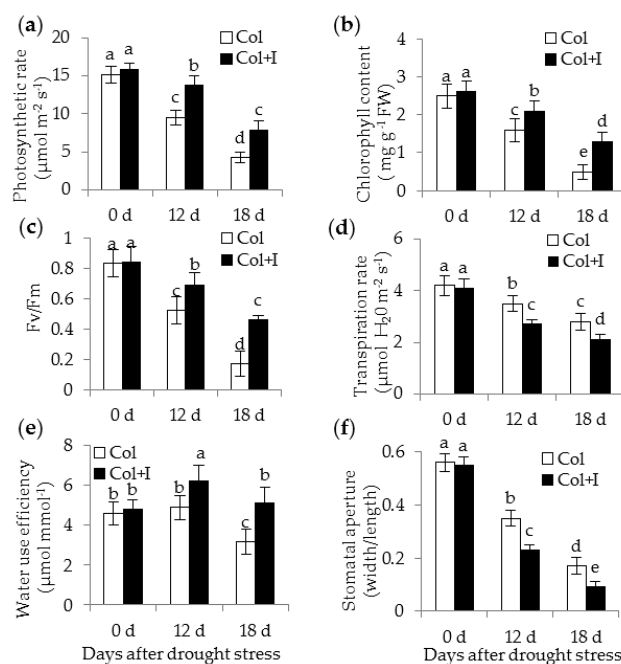 (a)
Col
Col+I
Photosynthetic rate
(μmol m-2 s-1)
20
15
10
5
0
a a
c b
d c
0 d 12 d 18 d
(b)
Col
Col+I
Chlorophyll content
( mg g-1 FW)
4
3
2
1
0
a a
c b
e d
0 d 12 d 18 d
(c)
Col
Col+I
Fv/Fm
1
0.8
0.6
0.4
0.2
0
a a
c b
d c
0 d 12 d 18 d
(d)
Col
Col+I
Transpiration rate
(μmol H20 m-2 s-1)
6
4
2
0
a a
b c
c d
0 d 12 d 18 d
(e)
Col
Col+I
Water use efficiency
(μmol mmol-1)
8
6
4
2
0
b b
b a
c b
0 d 12 d 18 d
Days after drought stress
(f)
Col
Col+I
Stomatal aperture
(width/length)
0.6
0.4
0.2
0
a a
b c
d e
0 d 12 d 18 d
Days after drought stress